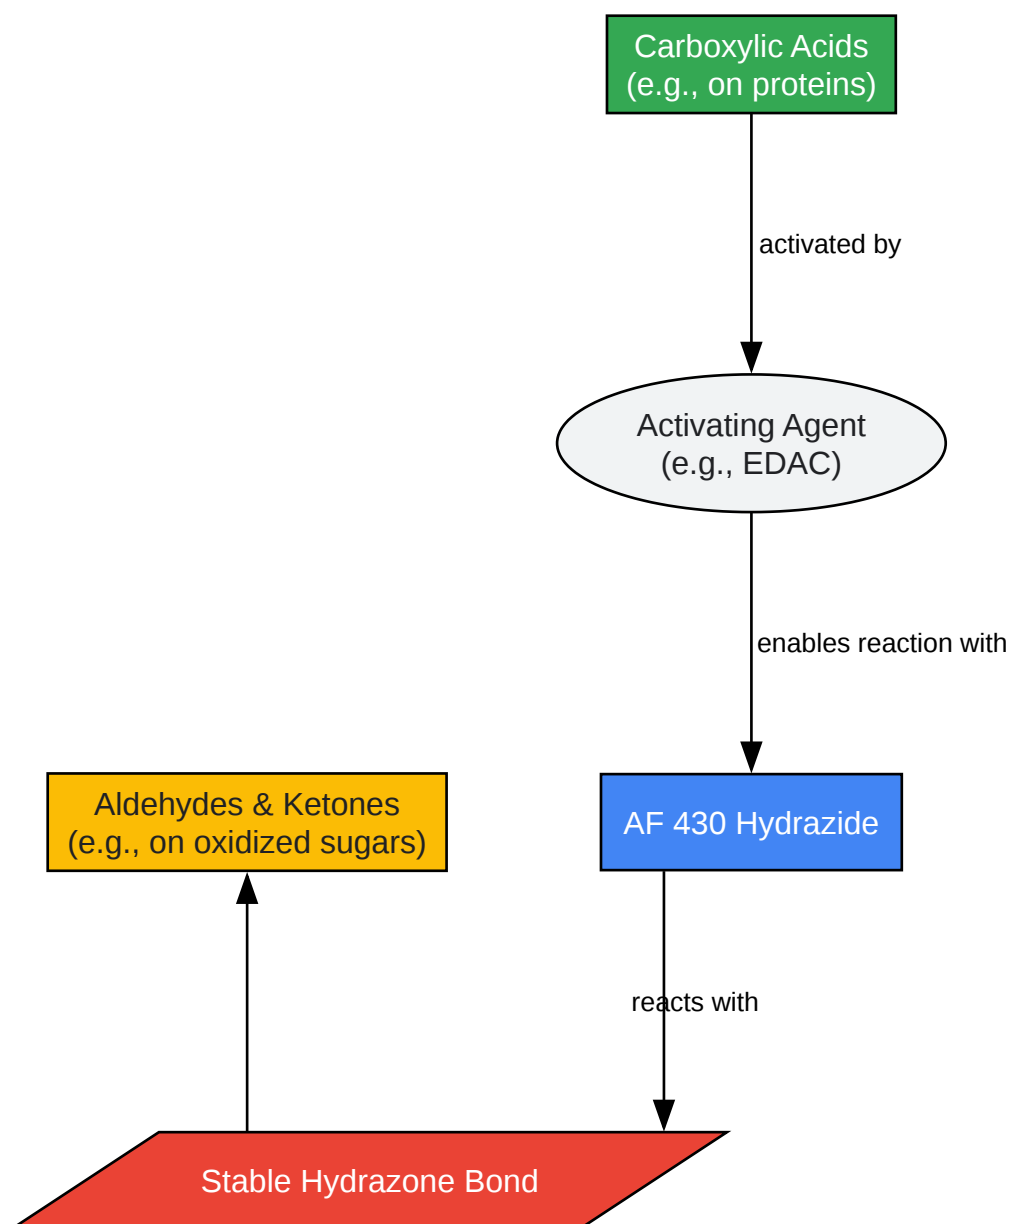 Carboxylic Acids
(e.g., on proteins)
activated by
Activating Agent
(e.g., EDAC)
enables reaction with
Aldehydes & Ketones
(e.g., on oxidized sugars)
AF 430 Hydrazide
reacts with
Stable Hydrazone Bond